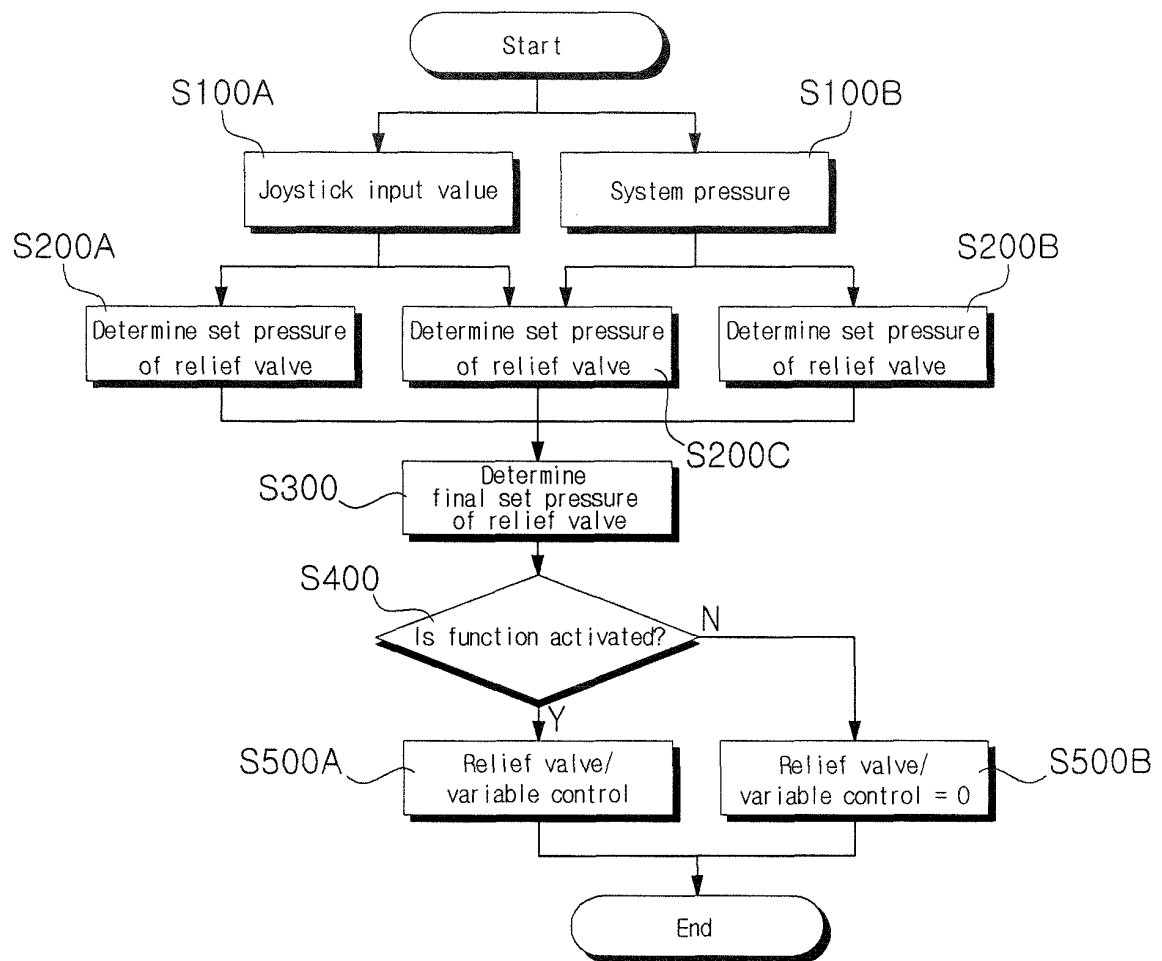 Start
S100A
S100B
Joystick input value
System pressure
S200A
S200B
Determine set pressure
of relief valve
Determine set pressure
of relief valve
Determine set pressure
of relief valve
S200C
S300
Determine
final set pressure
of relief valve
S400
Is function activated?
N
Y
S500A
Relief valve/
variable control
Relief valve/
variable control = 0
S500B
End